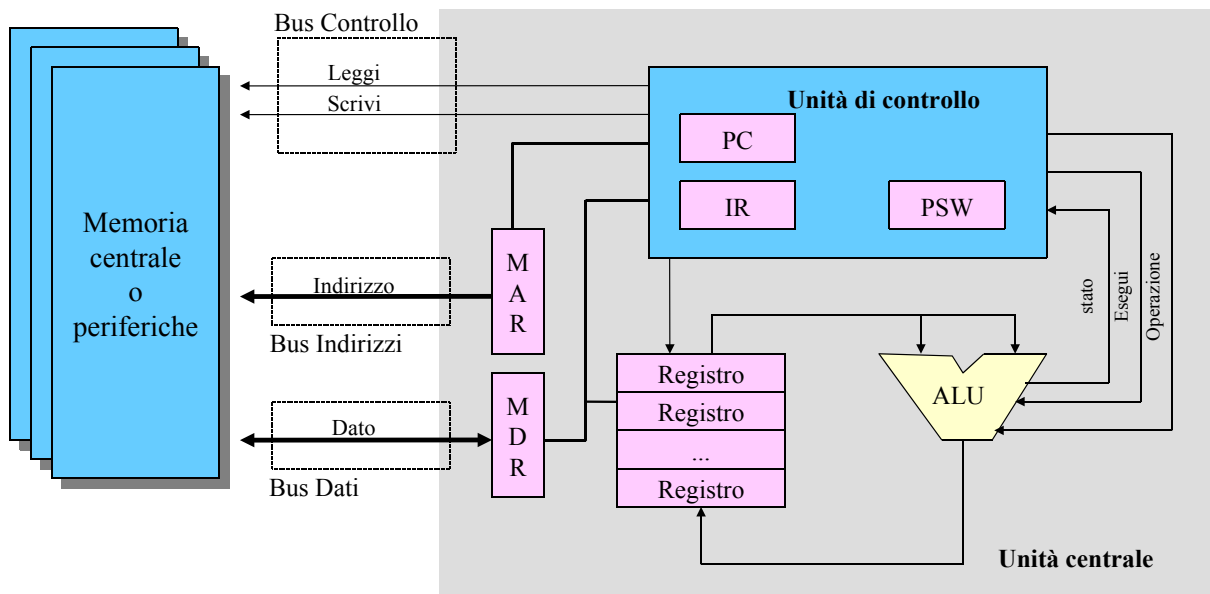 Bus Controllo
Leggi
Scrivi
Unità di controllo
PC
IR
PSW
Memoria
centrale
o
periferiche
M
A
R
Indirizzo
Bus Indirizzi
stato
Esegui
Operazione
Registro
Registro
...
Registro
ALU
M
D
R
Dato
Bus Dati
Unità centrale